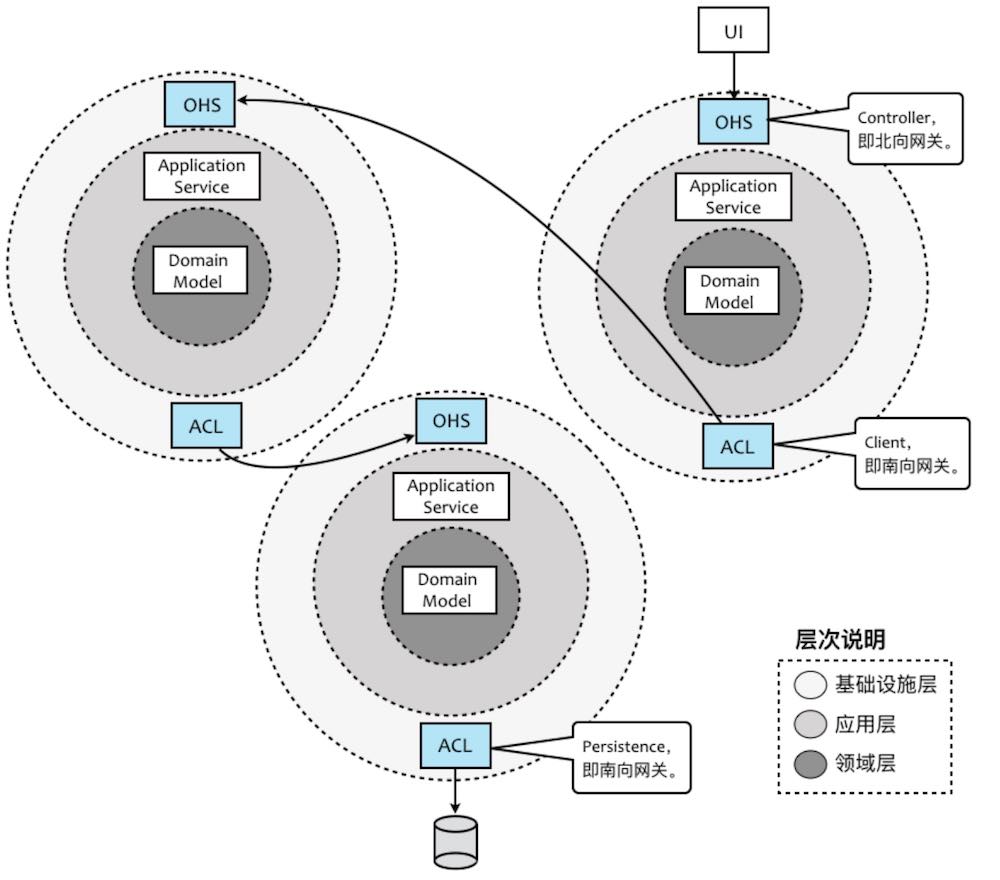 UI
OHS
Controller，
即北向网关。
Application
Service
Domain
Model
ACL
Client，
即南向网关。
OHS
Application
Service
Domain
Model
ACL
OHS
Application
Service
Domain
Model
ACL
Persistence，
即南向网关。
层次说明
基础设施层
应用层
领域层